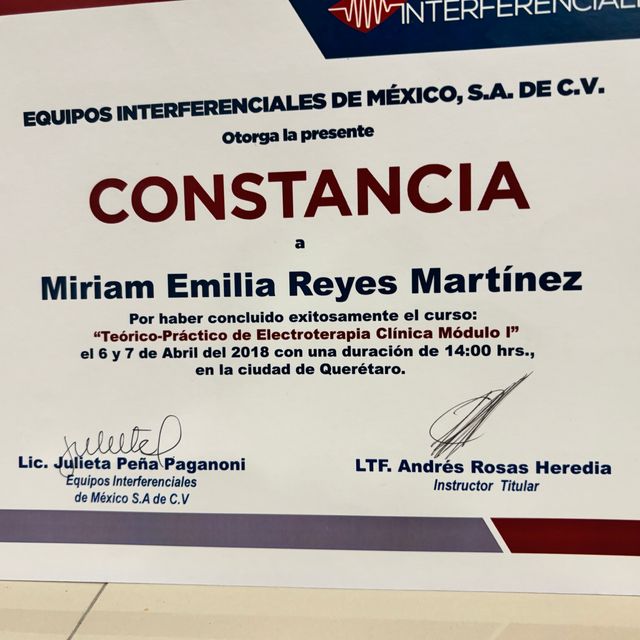 INTERFERENCIALES
EQUIPOS INTERFERENCIALES DE MÉXICO, S.A. DE C.V.
Otorga la presente
CONSTANCIA
a
Miriam Emilia Reyes Martínez
Por haber concluido exitosamente el curso:
“Teórico-Práctico de Electroterapia Clínica Módulo I”
el 6 y 7 de Abril del 2018 con una duración de 14:00 hrs.,
en la ciudad de Querétaro.
Lic. Julieta Peña Paganoni
Equipos Interferenciales
de México S.A de C.V
LTF. Andrés Rosas Heredia
Instructor Titular